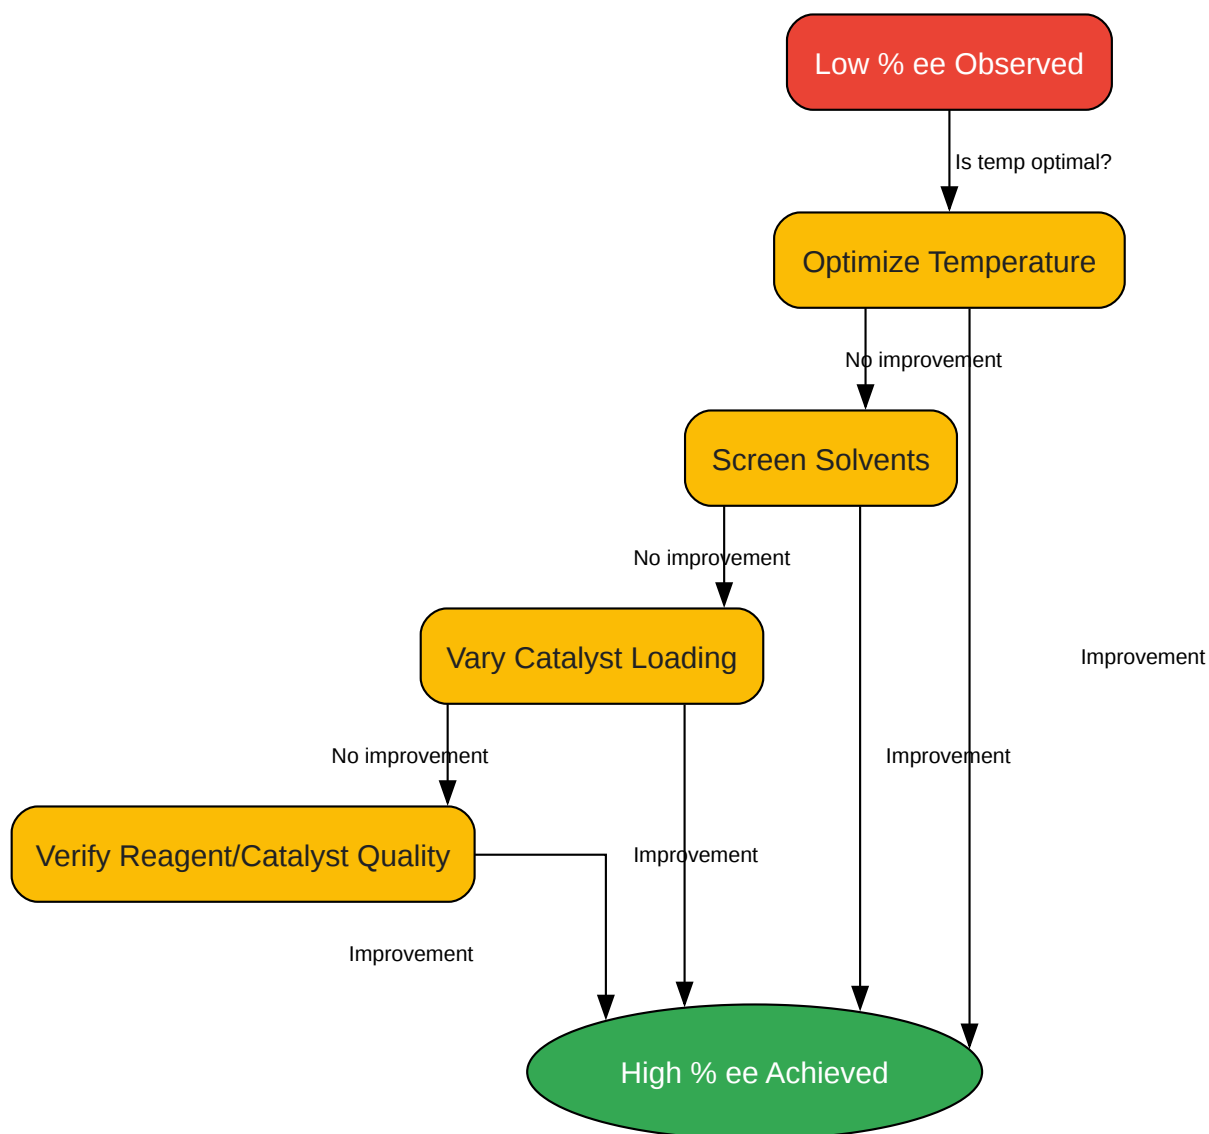 Low % ee Observed
Is temp optimal?
Optimize Temperature
No improvement
Screen Solvents
No improvement
Vary Catalyst Loading
Improvement
No improvement
Improvement
Verify Reagent/Catalyst Quality
Improvement
Improvement
High % ee Achieved